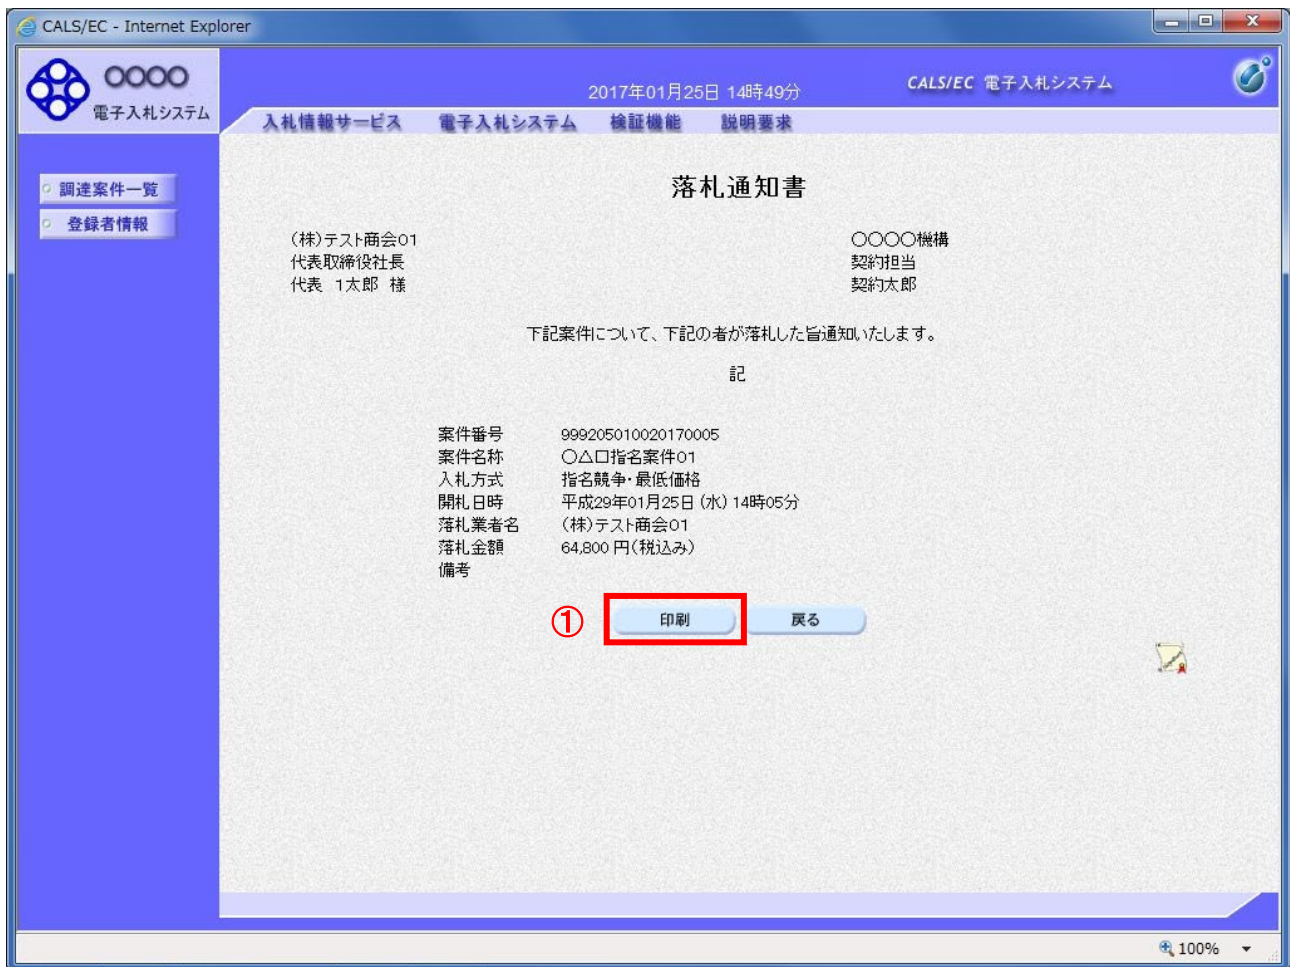 CALS/EC - Internet Explorer
○○○○
電子入札システム
2017年01月25日 14時49分
CALS/EC 電子入札システム
入札情報サービス 電子入札システム 検証機能 説明要求
調達案件一覧
登録者情報
落札通知書
(株)テスト商会01
代表取締役社長
代表 1太郎 様
○○○○機構
契約担当
契約太郎
下記案件について、下記の者が落札した旨通知いたします。
記
案件番号 999205010020170005
案件名称 ○△口指名案件01
入札方式 指名競争・最低価格
開札日時 平成29年01月25日(水)14時05分
落札業者名 (株)テスト商会01
落札金額 64,800 円(税込み)
備考
① 印刷 戻る
100%